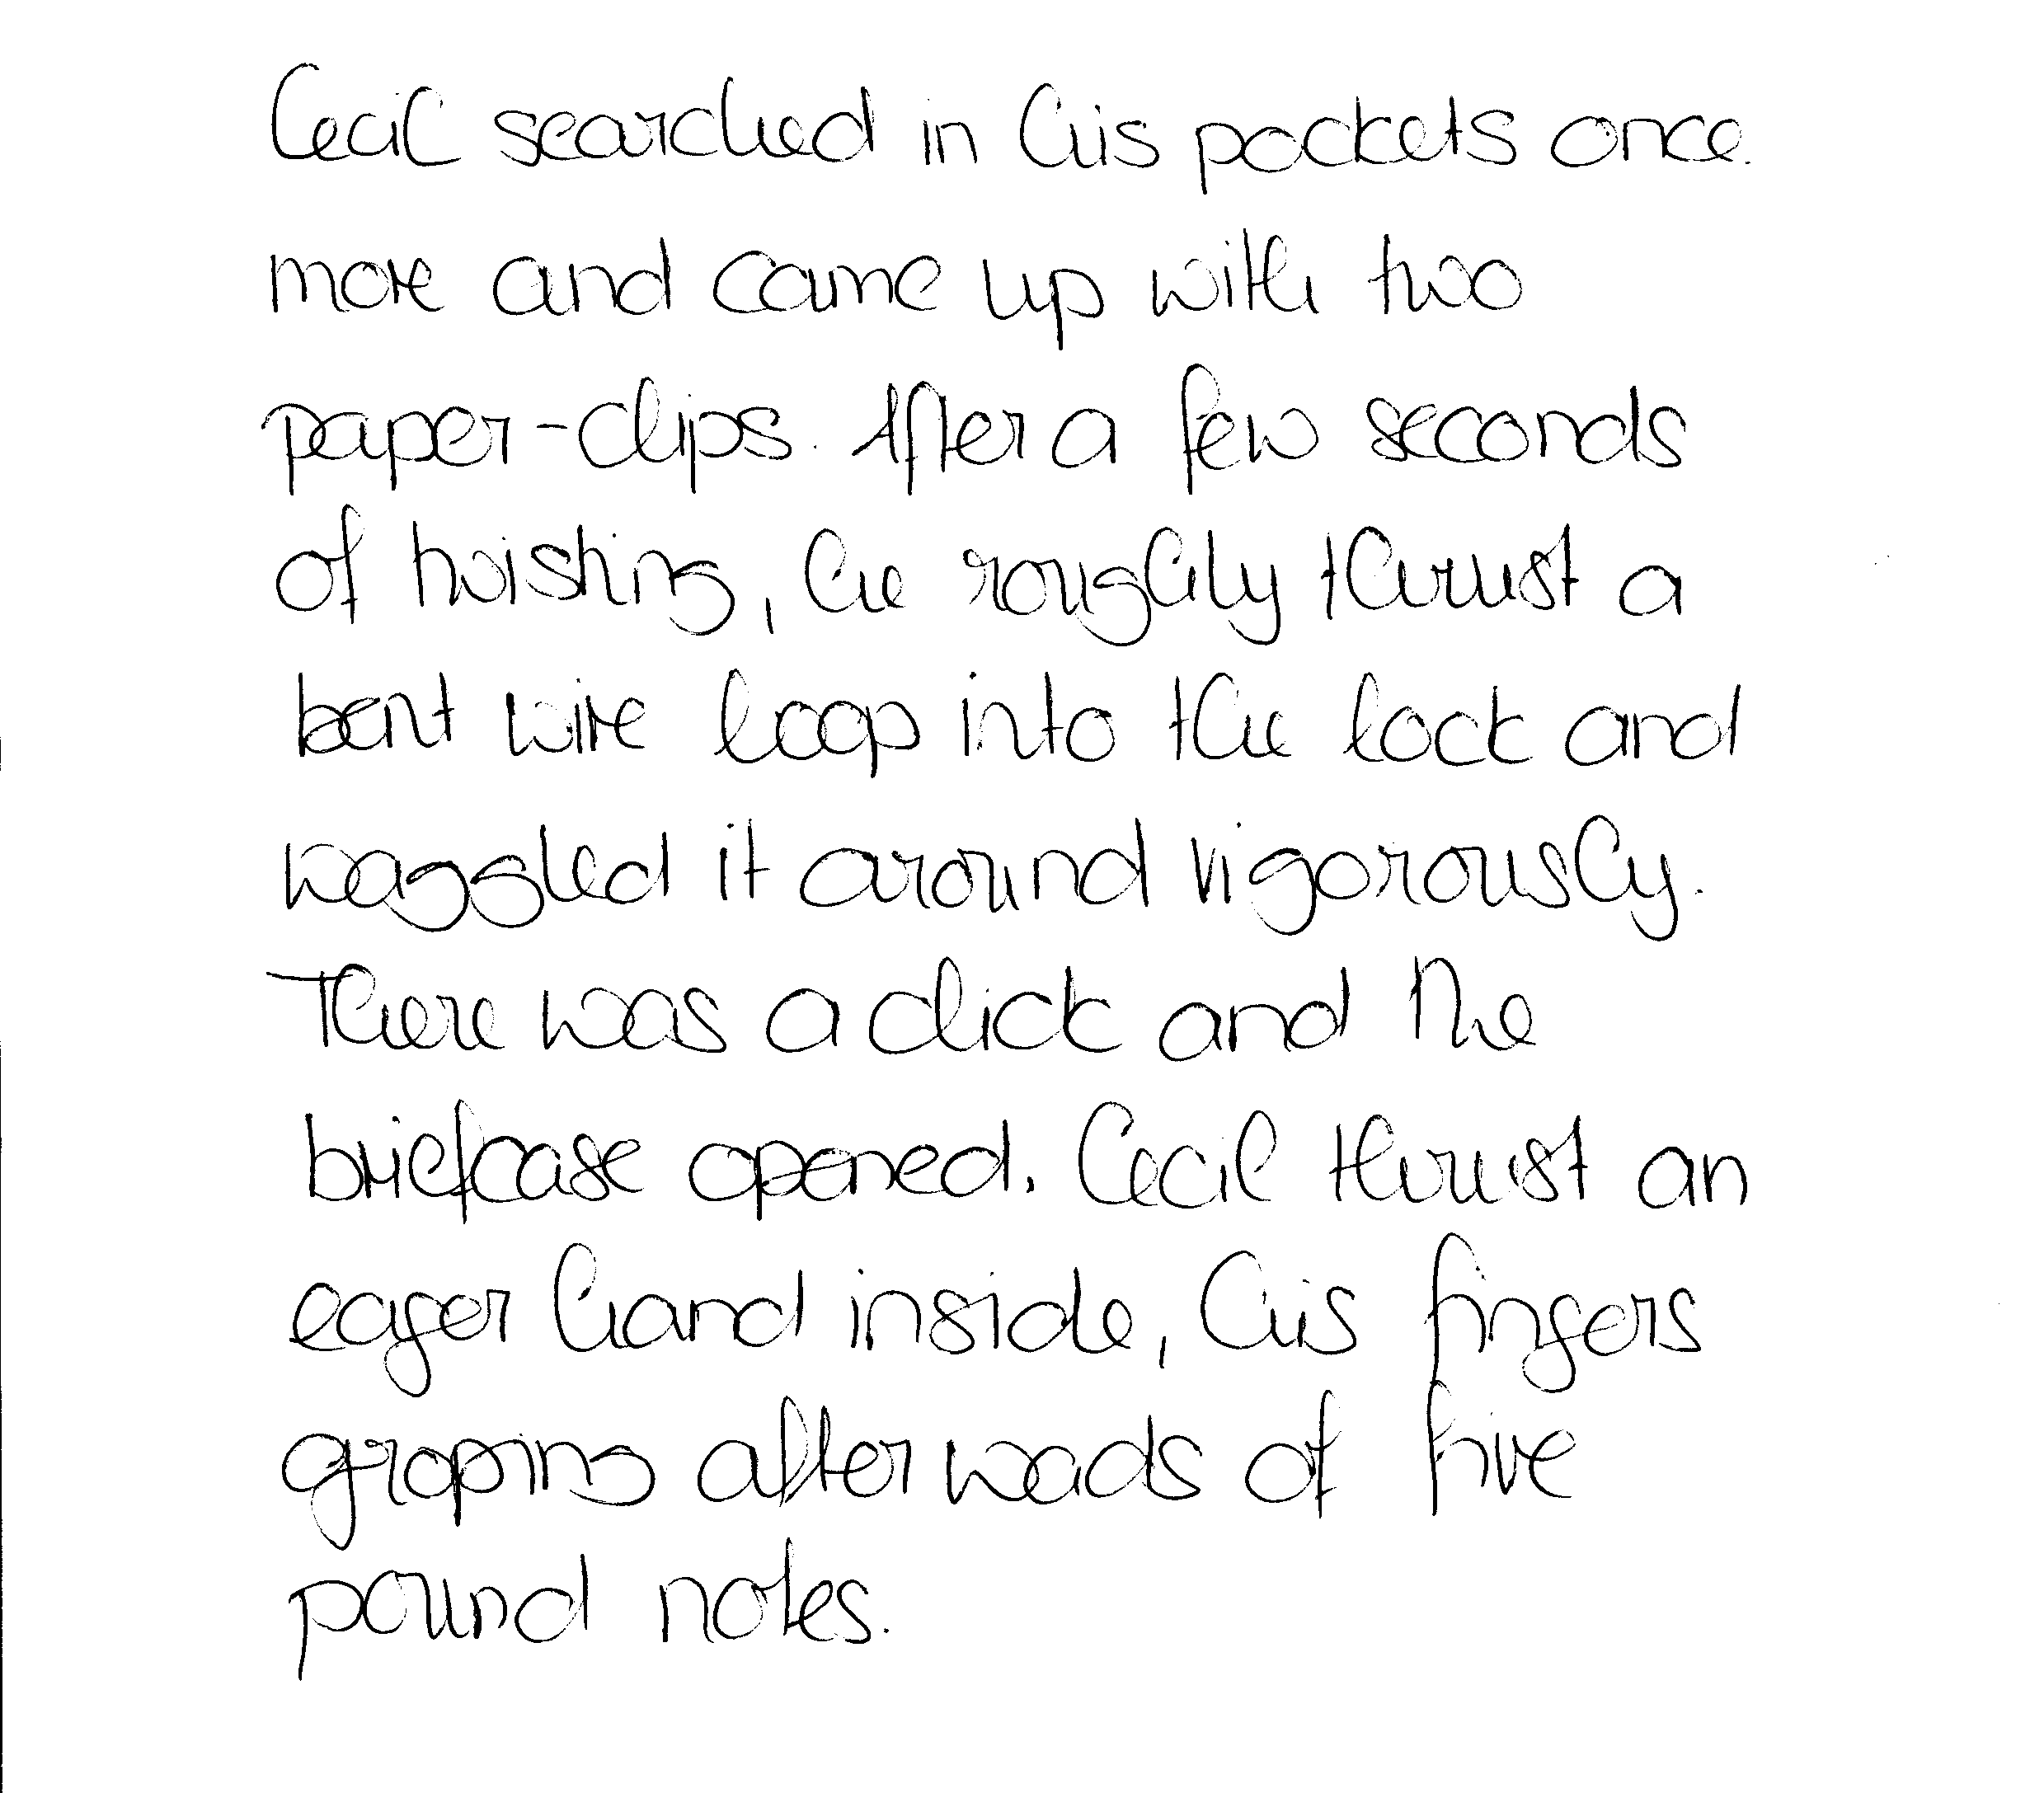 Cecil searched in his pockets once
more and came up with two
paper-clips. After a few seconds
of twisting, he roughly thrust a
bent wire loop into the lock and
waggled it around vigorously.
There was a click and the
briefcase opened. Cecil thrust an
eager hand inside, his fingers
groping after wads of five
pound notes.